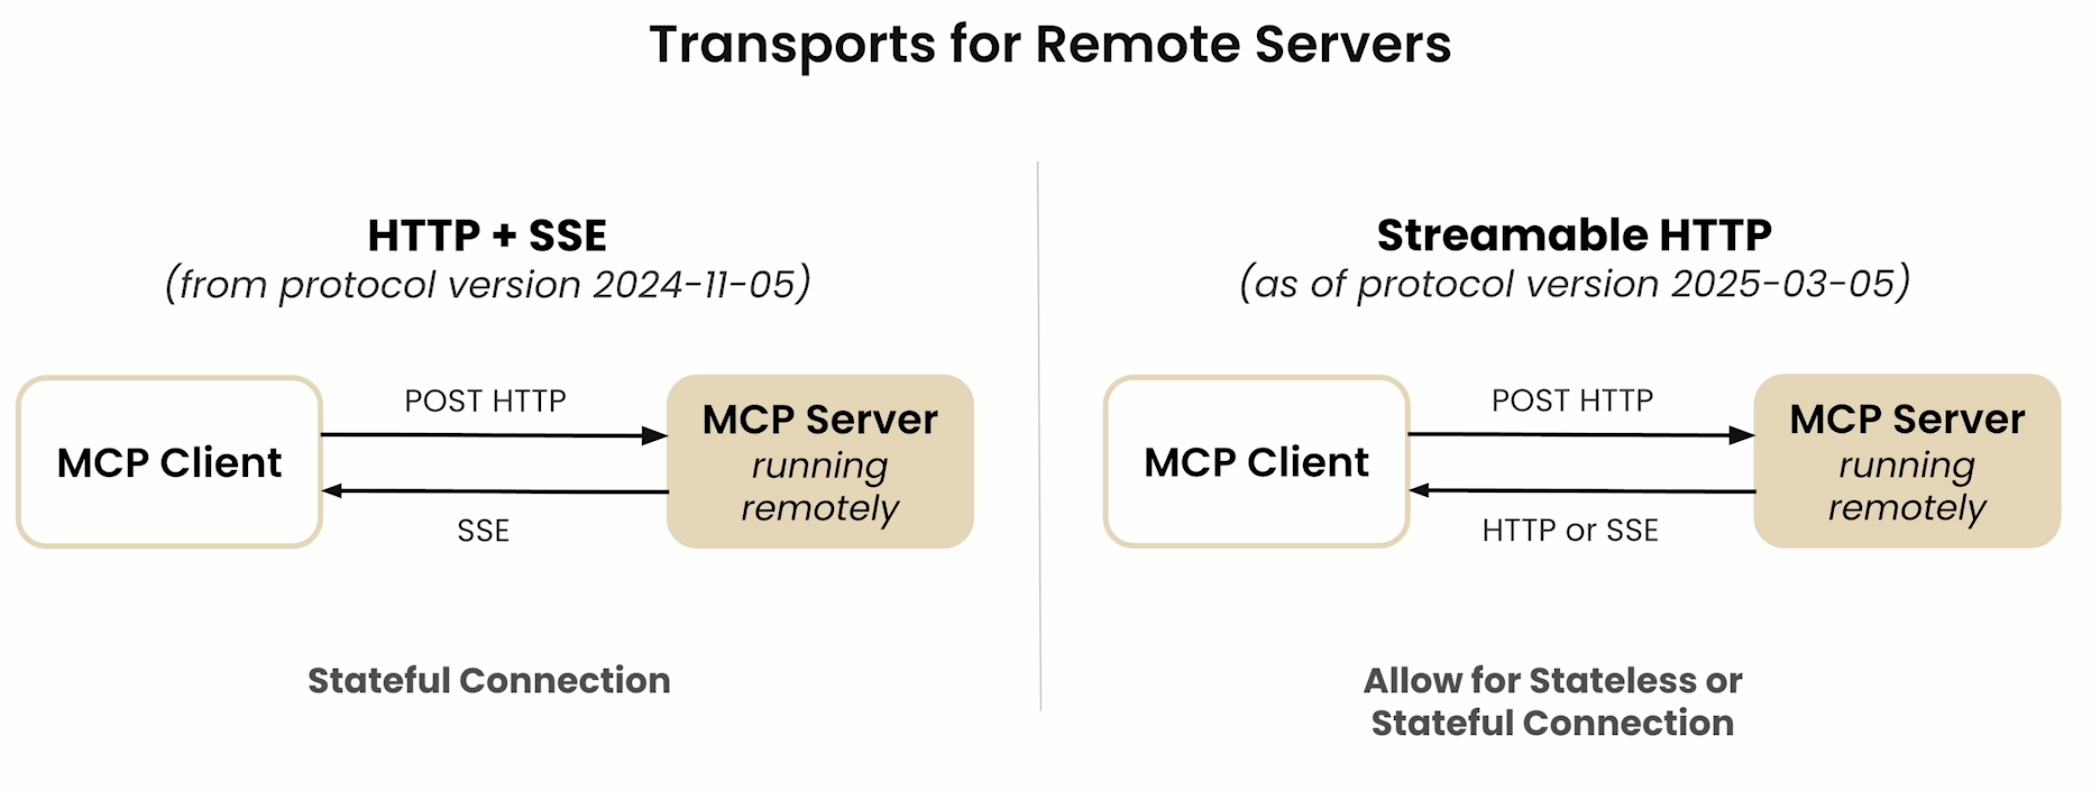 Transports for Remote Servers
HTTP + SSE
(from protocol version 2024-11-05)
MCP Client
POST HTTP
SSE
MCP Server
running
remotely
Stateful Connection
Streamable HTTP
(as of protocol version 2025-03-05)
MCP Client
POST HTTP
HTTP or SSE
MCP Server
running
remotely
Allow for Stateless or
Stateful Connection